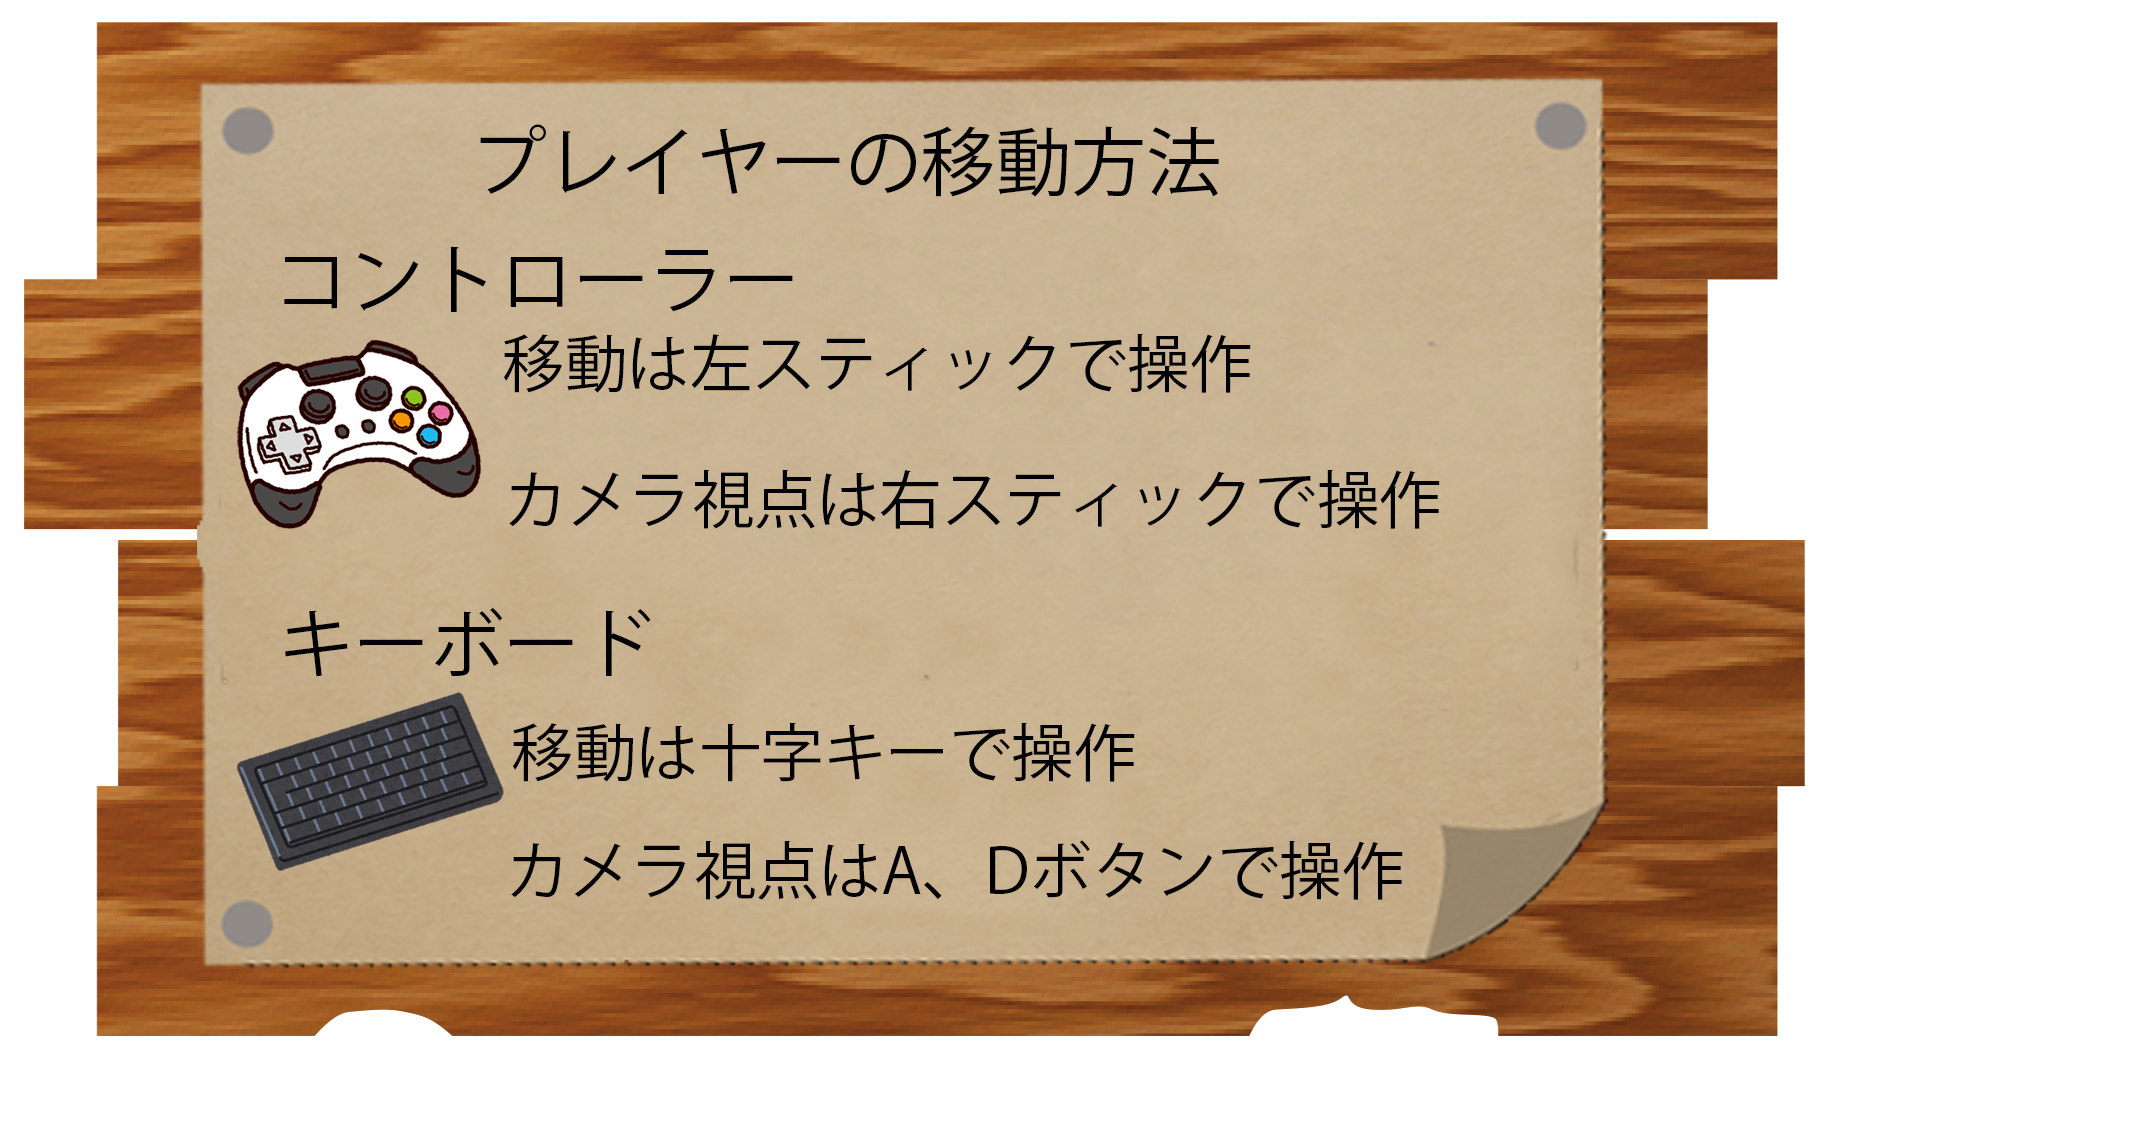 プレイヤーの移動方法
コントローラー
移動は左スティックで操作
カメラ視点は右スティックで操作
キーボード
移動は十字キーで操作
カメラ視点はA、Dボタンで操作